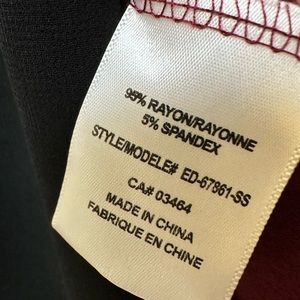 95% RAYON/RAYONNE
5% SPANDEX
STYLE/MODELE# ED-67861-SS
CA# 03464
MADE IN CHINA
FABRIQUE EN CHINE